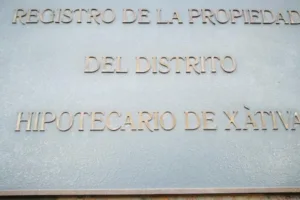 REGISTRO DE LA PROPIEDAD
DEL DISTRITO
HIPOTECARIO DE XÀTIVA